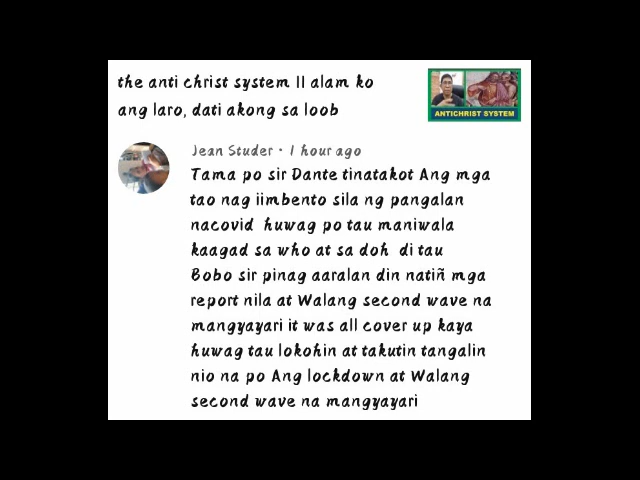 the anti christ system II alam ko
ang laro, dati akong sa loob
ANTICHRIST SYSTEM
Jean Studer • 1 hour ago
Tama po sir Dante tinatakot Ang mga
tao nag iimbento sila ng pangalan
nacovid huwag po tau maniwala
kaagad sa who at sa doh di tau
Bobo sir pinag aaralan din natiñ mga
report nila at Walang second wave na
mangyayari it was all cover up kaya
huwag tau lokohin at takutin tangalin
nio na po Ang lockdown at Walang
second wave na mangyayari